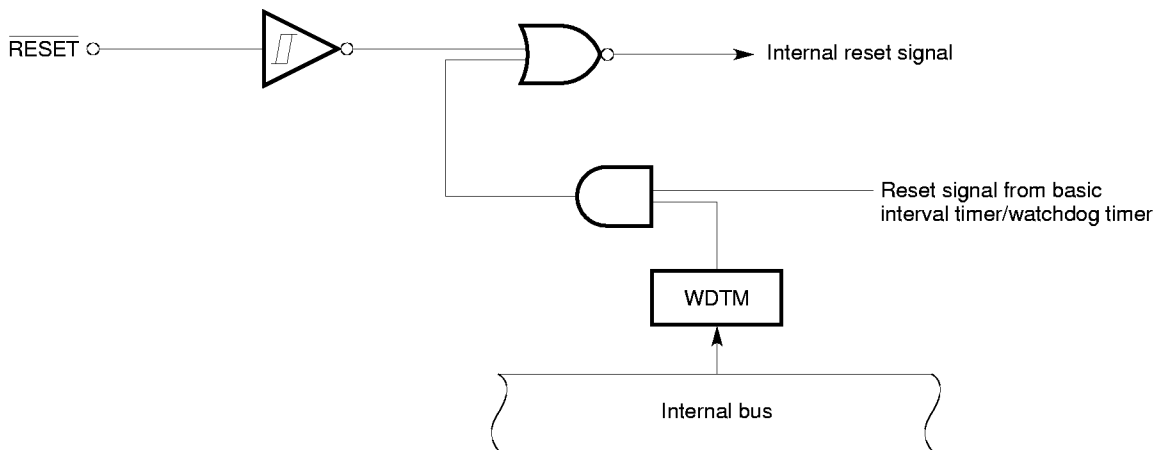 RESET
Internal reset signal
Reset signal from basic
interval timer/watchdog timer
WDTM
Internal bus